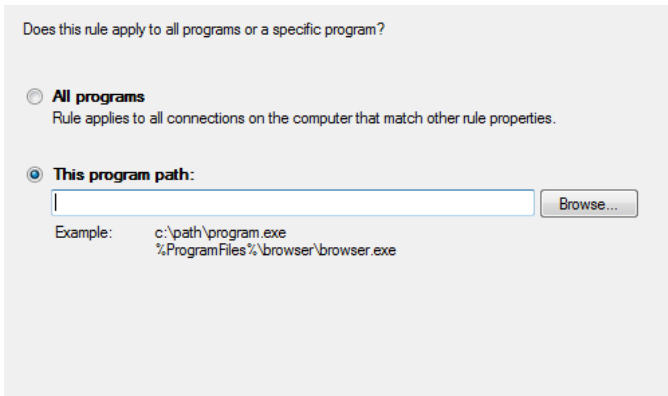 Does this rule apply to all programs or a specific program?
All programs
Rule applies to all connections on the computer that match other rule properties.
This program path:
Browse...
Example: c:\path\program.exe
%ProgramFiles%\browser\browser.exe